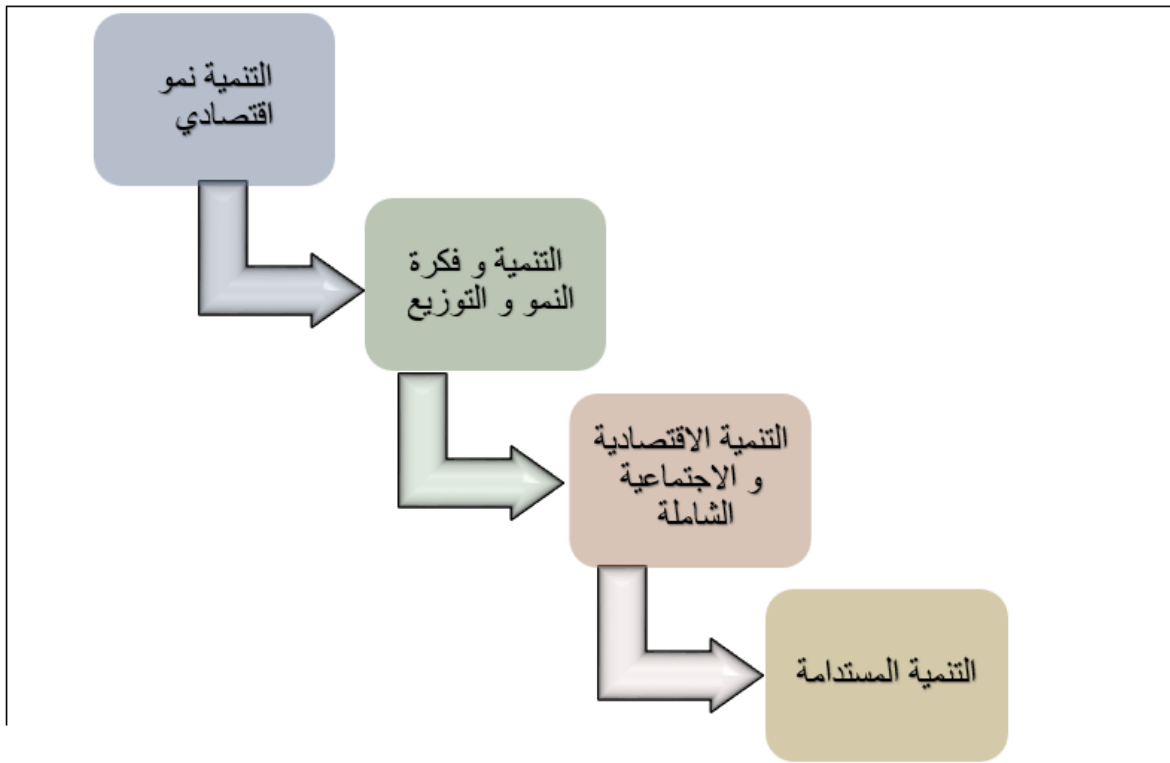 التنمية نمو
اقتصادي
التنمية و فكرة
النمو و التوزيع
التنمية الاقتصادية
و الاجتماعية
الشاملة
التنمية المستدامة